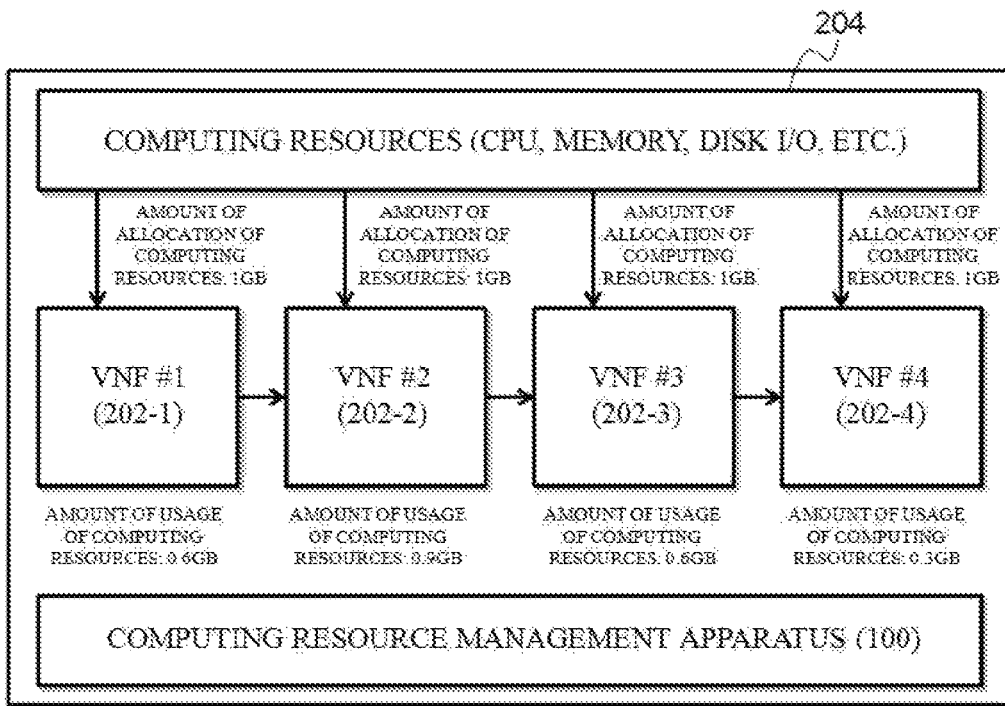 204
COMPUTING RESOURCES (CPU, MEMORY, DISK I/O, ETC.)
AMOUNT OF
ALLOCATION OF
COMPUTING
RESOURCES: 1GB
AMOUNT OF
ALLOCATION OF
COMPUTING
RESOURCES: 1GB
AMOUNT OF
ALLOCATION OF
COMPUTING
RESOURCES: 1GB
AMOUNT OF
ALLOCATION OF
COMPUTING
RESOURCES: 1GB
VNF #1
(202-1)
VNF #2
(202-2)
VNF #3
(202-3)
VNF #4
(202-4)
AMOUNT OF USAGE
OF COMPUTING
RESOURCES: 0.6GB
AMOUNT OF USAGE
OF COMPUTING
RESOURCES: 0.9GB
AMOUNT OF USAGE
OF COMPUTING
RESOURCES:
AMOUNT OF USAGE
OF COMPUTING
RESOURCES: 0.3GB
COMPUTING RESOURCE MANAGEMENT APPARATUS (100)